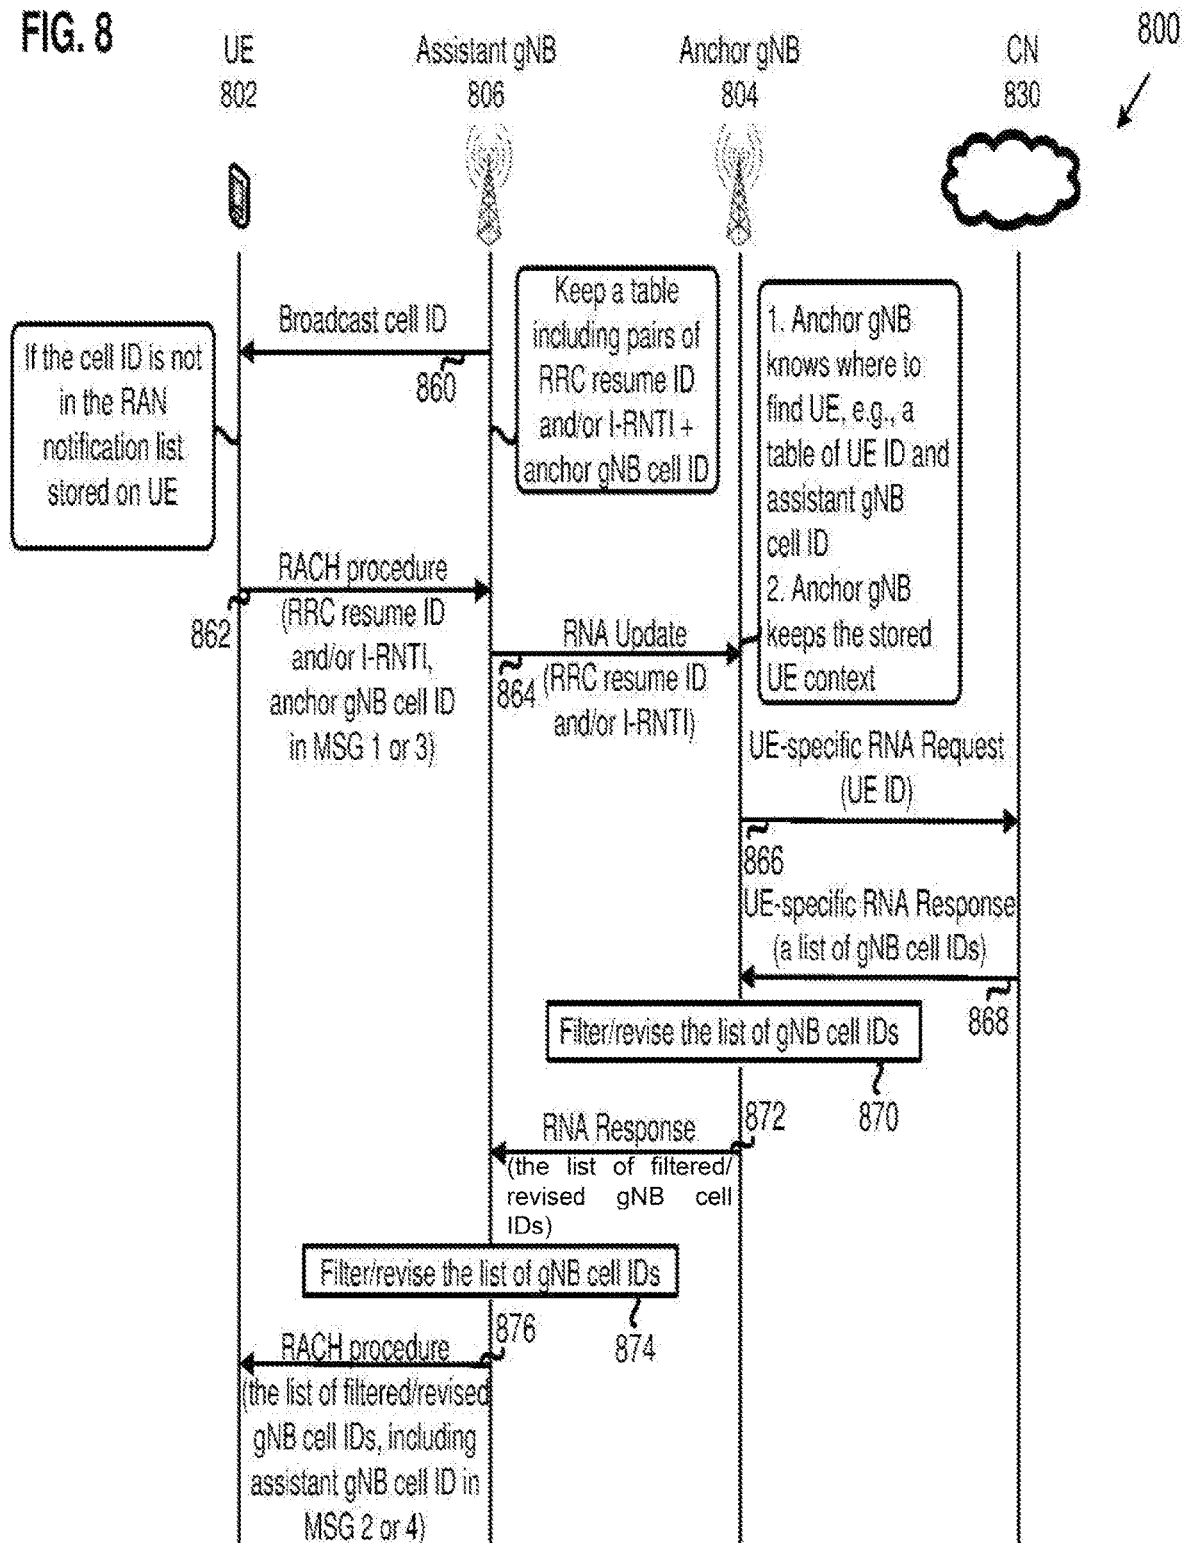 FIG. 8
800
UE
802
Assistant gNB
806
Anchor gNB
804
CN
830
Broadcast cell ID
860
If the cell ID is not
in the RAN
notification list
stored on UE
Keep a table
including pairs of
RRC resume ID
and/or I-RNTI +
anchor gNB cell ID
1. Anchor gNB
knows where to
find UE, e.g., a
table of UE ID and
assistant gNB
cell ID
2. Anchor gNB
keeps the stored
UE context
RACH procedure
862
(RRC resume ID
and/or I-RNTI,
anchor gNB cell ID
in MSG 1 or 3)
RNA Update
864
(RRC resume ID
and/or I-RNTI)
UE-specific RNA Request
(UE ID)
866
UE-specific RNA Response
(a list of gNB cell IDs)
868
Filter/revise the list of gNB cell IDs
870
872
RNA Response
(the list of filtered/
revised gNB cell
IDs)
Filter/revise the list of gNB cell IDs
874
876
RACH procedure
(the list of filtered/revised
gNB cell IDs, including
assistant gNB cell ID in
MSG 2 or 4)